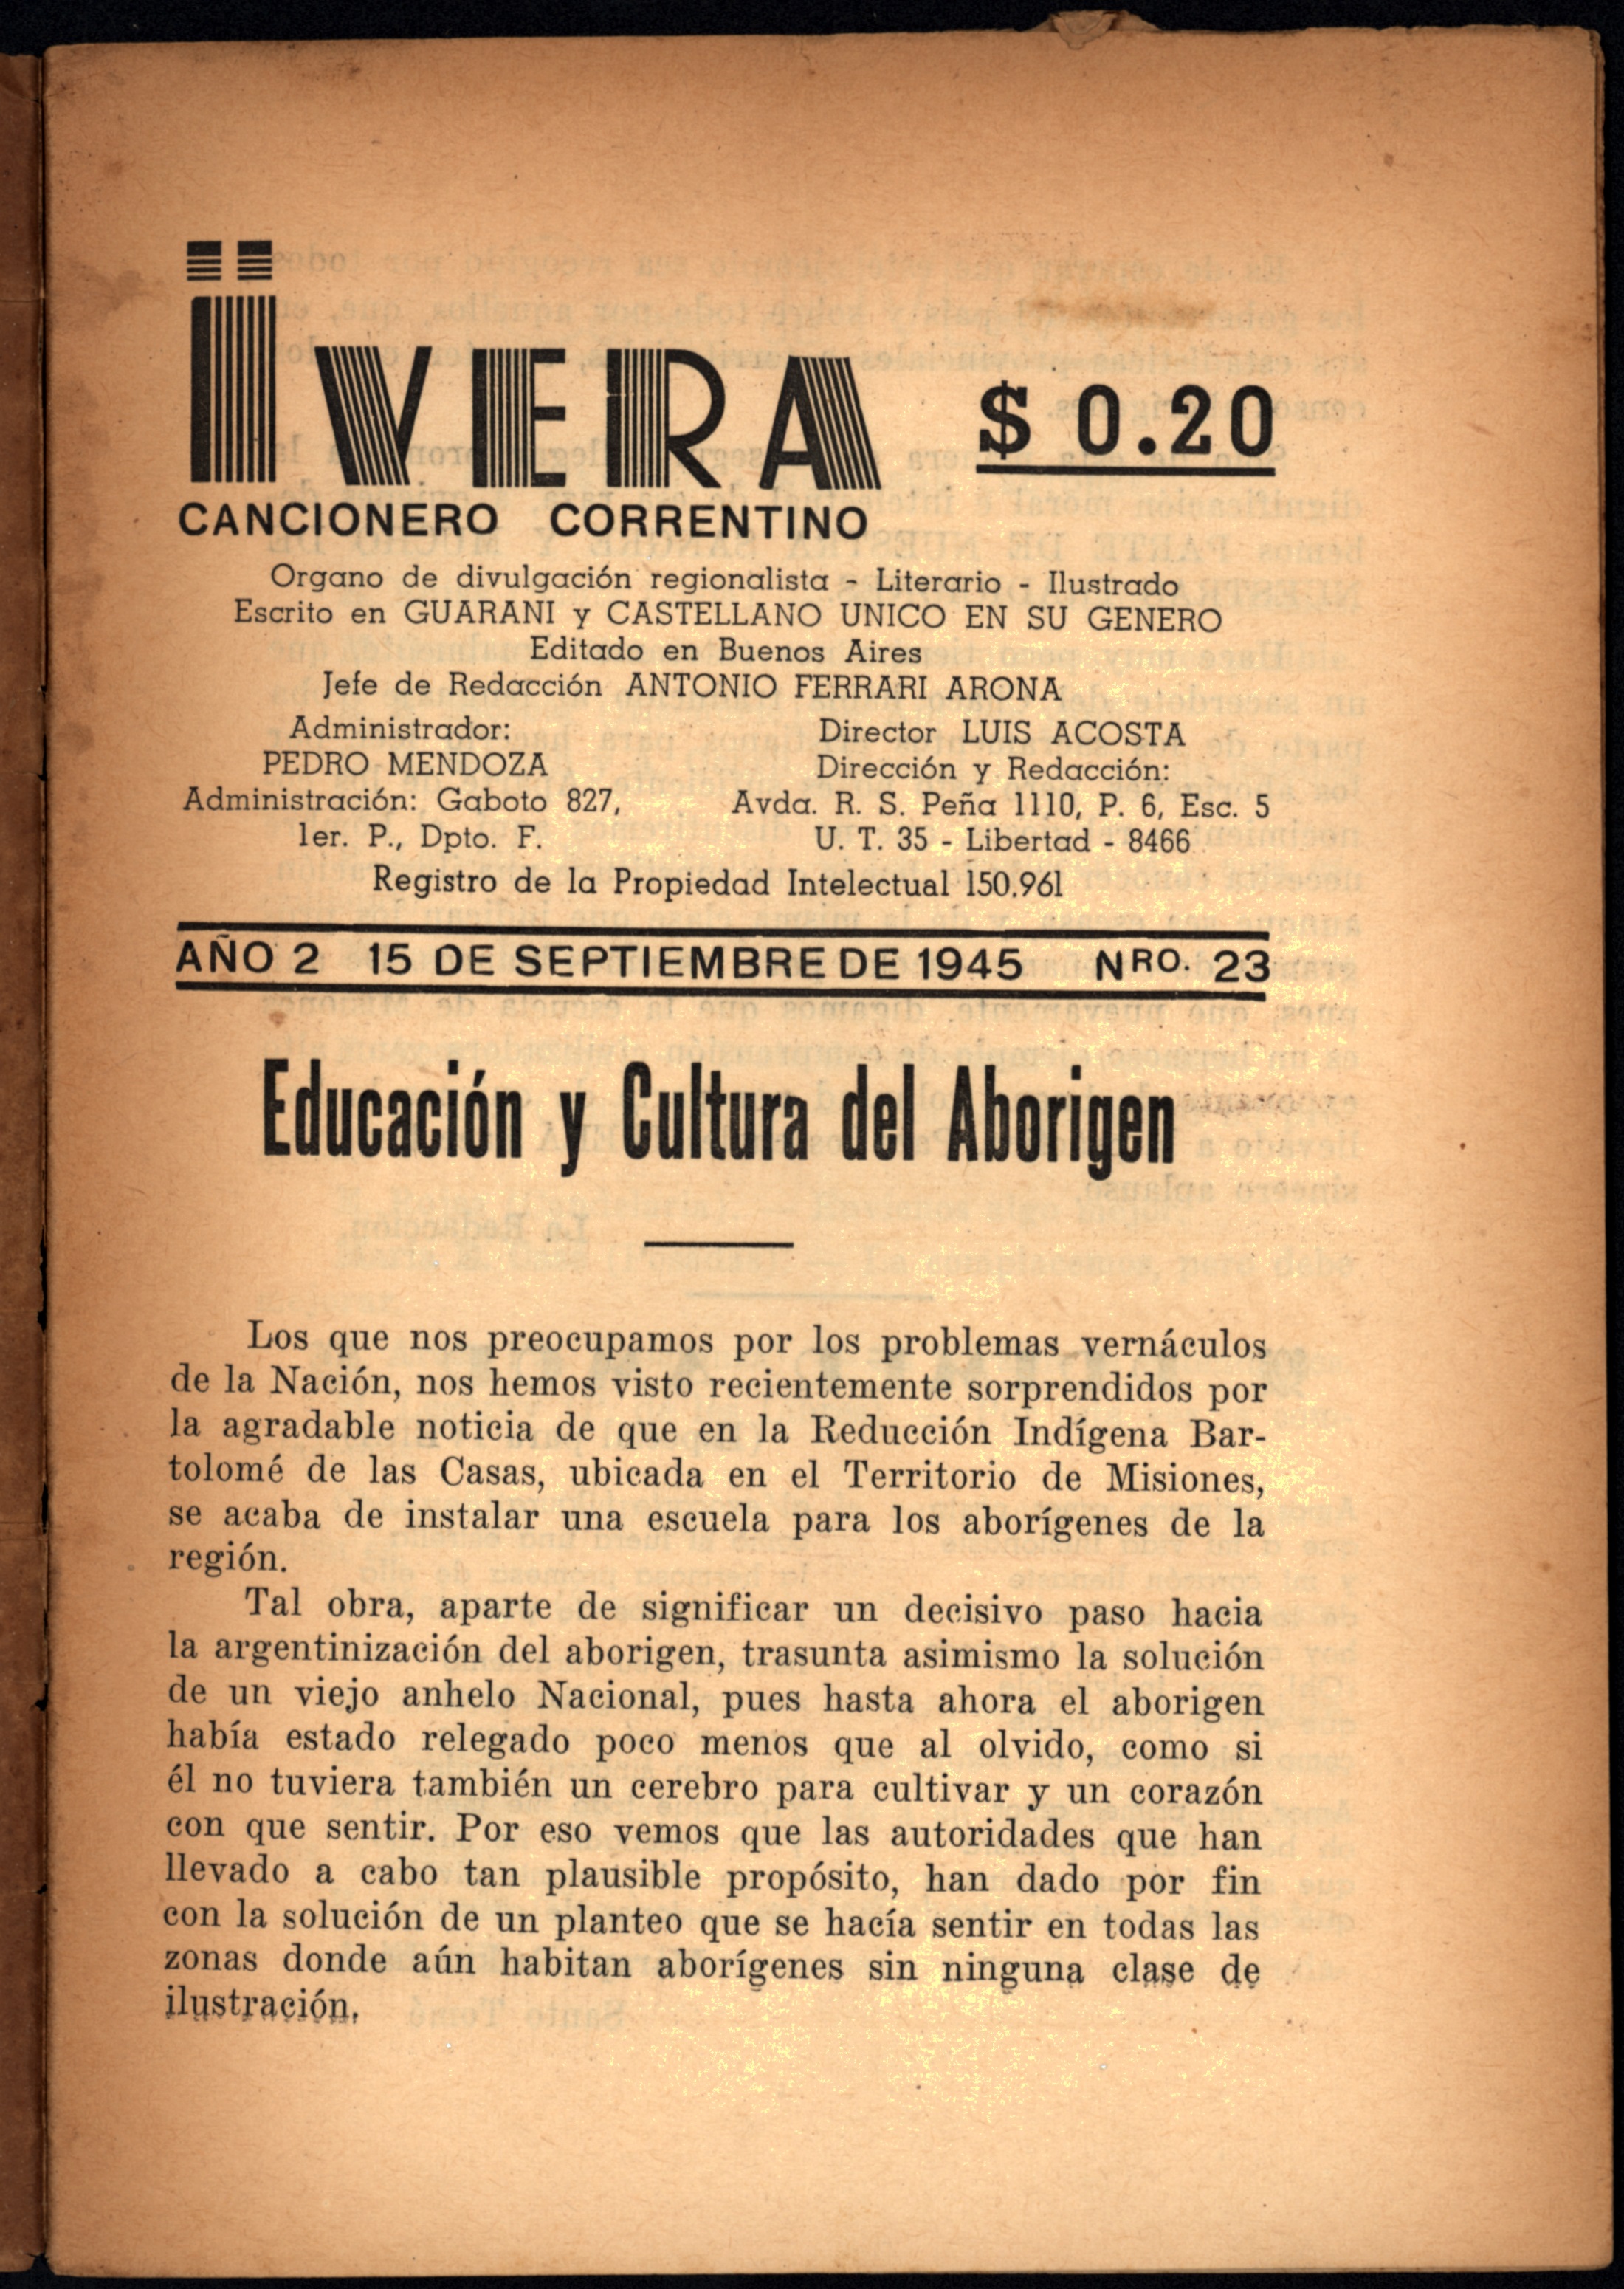 ÏVERA $ 0.20
CANCIONERO CORRENTINO
Organo de divulgación regionalista - Literario - Ilustrado
Escrito en GUARANI y CASTELLANO UNICO EN SU GENERO
Editado en Buenos Aires
Jefe de Redacción ANTONIO FERRARI ARONA
Administrador:
PEDRO MENDOZA
Administración: Gaboto 827,
1er. P., Dpto. F.
Director LUIS ACOSTA
Dirección y Redacción:
Avda. R. S. Peña 1110, P. 6, Esc. 5
U. T. 35 - Libertad - 8466
Registro de la Propiedad Intelectual 150.961
AÑO 2 15 DE SEPTIEMBRE DE 1945 NRO. 23
Educación y Cultura del Aborigen
Los que nos preocupamos por los problemas vernáculos
de la Nación, nos hemos visto recientemente sorprendidos por
la agradable noticia de que en la Reducción Indígena Bar-
tolomé de las Casas, ubicada en el Territorio de Misiones,
se acaba de instalar una escuela para los aborígenes de la
región.
Tal obra, aparte de significar un decisivo paso hacia
la argentinización del aborigen, trasunta asimismo la solución
de un viejo anhelo Nacional, pues hasta ahora el aborigen
había estado relegado poco menos que al olvido, como si
él no tuviera también un cerebro para cultivar y un corazón
con que sentir. Por eso vemos que las autoridades que han
llevado a cabo tan plausible propósito, han dado por fin
con la solución de un planteo que se hacía sentir en todas las
zonas donde aún habitan aborígenes sin ninguna clase de
ilustración.